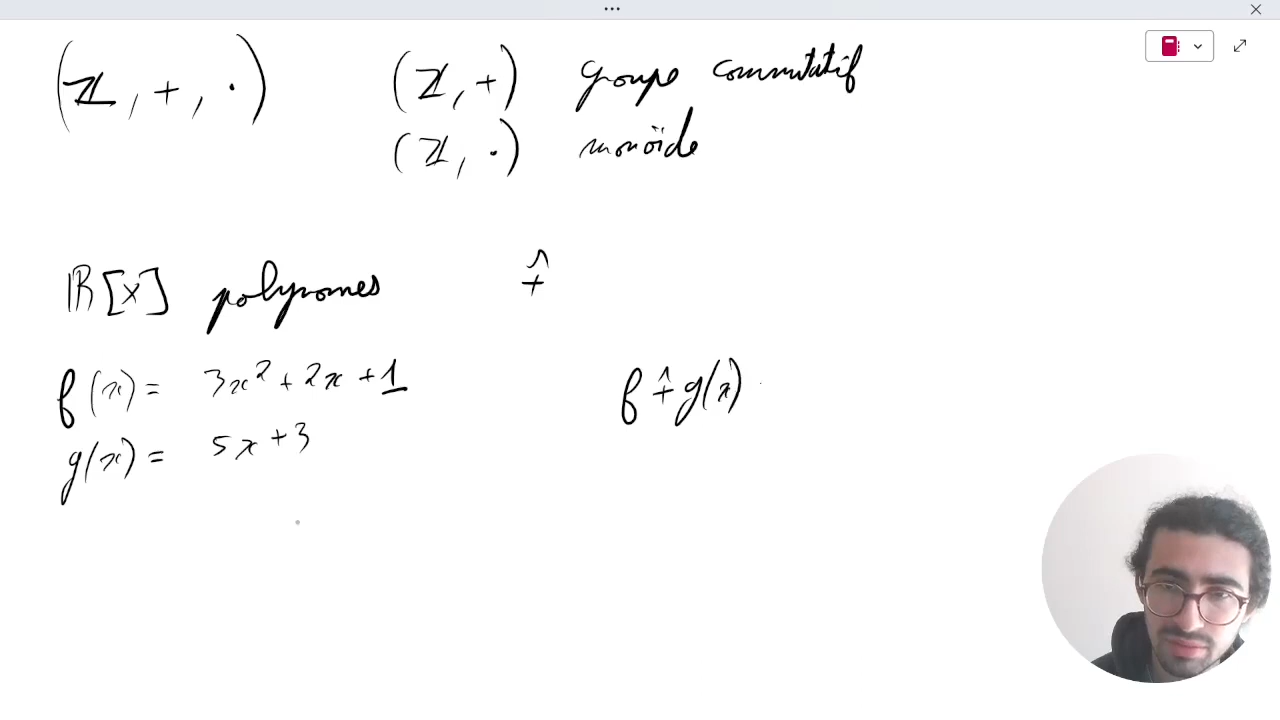 (ℤ, +, ·)
(ℤ, +) groupe commutatif
(ℤ, ·) monoïde
ℝ[x] polynomes +̂
f(x) = 3x² + 2x + 1
g(x) = 5x + 3
f +̂ g(x)